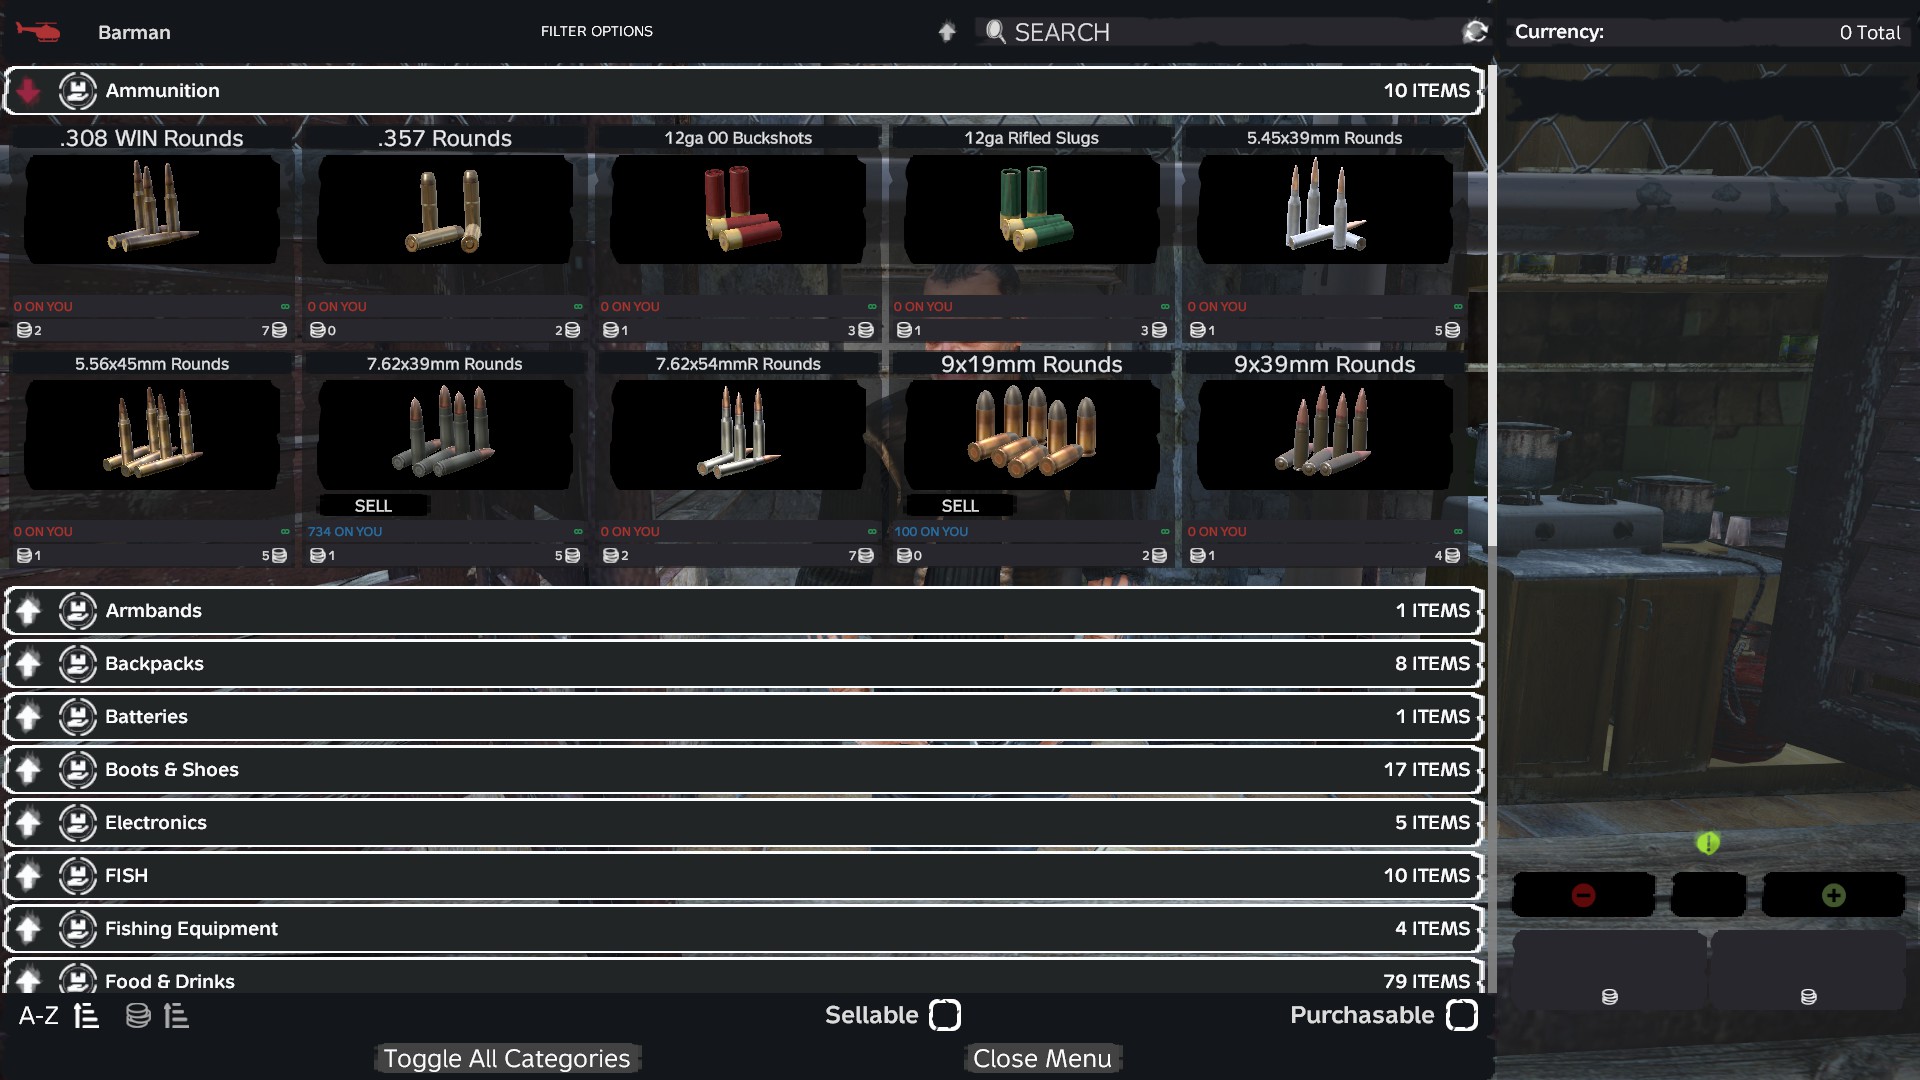 Barman
FILTER OPTIONS
SEARCH
Currency:
0 Total
Ammunition
10 ITEMS
.308 WIN Rounds
.357 Rounds
12ga 00 Buckshots
12ga Rifled Slugs
5.45x39mm Rounds
0 ON YOU ∞
0 ON YOU ∞
0 ON YOU ∞
0 ON YOU ∞
0 ON YOU ∞
2 7
0 2
1 3
1 3
1 5
5.56x45mm Rounds
7.62x39mm Rounds
7.62x54mmR Rounds
9x19mm Rounds
9x39mm Rounds
SELL
SELL
0 ON YOU ∞
734 ON YOU ∞
0 ON YOU ∞
100 ON YOU ∞
0 ON YOU ∞
1 5
1 5
2 7
0 2
1 4
Armbands
1 ITEMS
Backpacks
8 ITEMS
Batteries
1 ITEMS
Boots & Shoes
17 ITEMS
Electronics
5 ITEMS
FISH
10 ITEMS
Fishing Equipment
4 ITEMS
Food & Drinks
79 ITEMS
A-Z
Sellable
Purchasable
Toggle All Categories
Close Menu